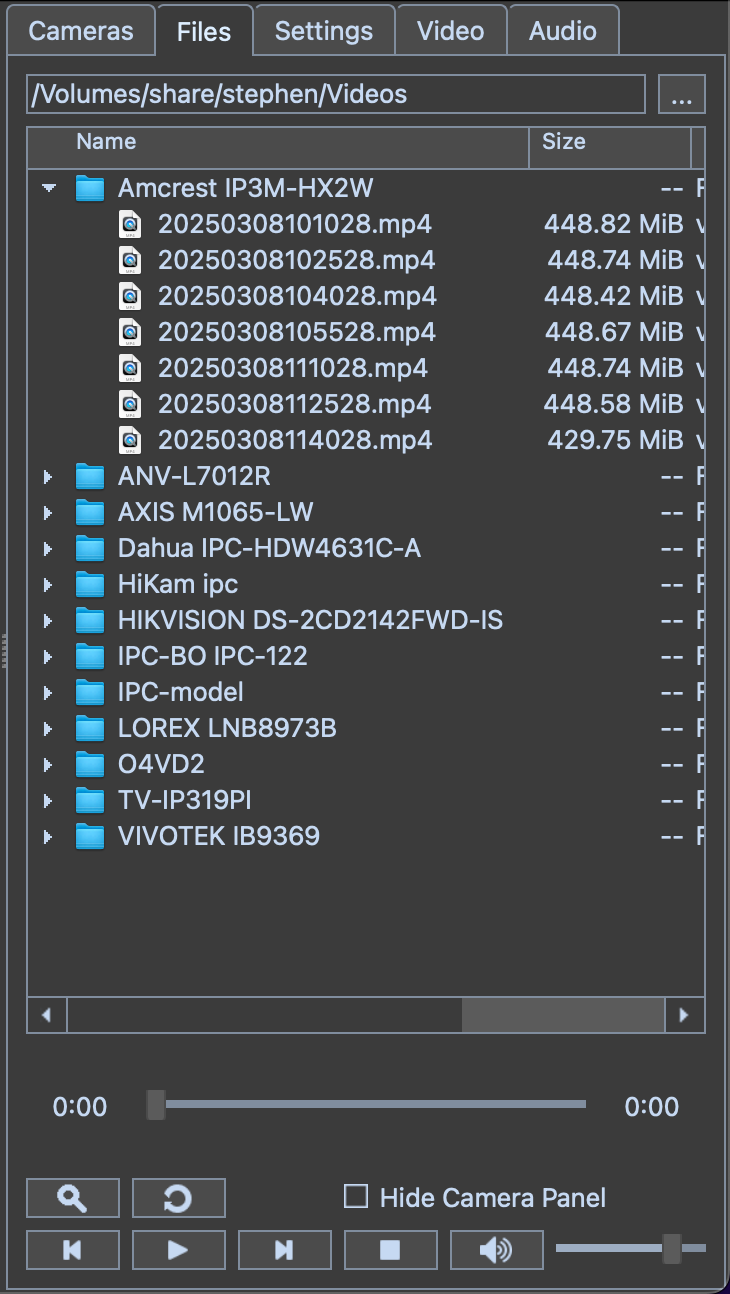 Cameras Files Settings Video Audio
/Volumes/share/stephen/Videos ...
Name Size
Amcrest IP3M-HX2W --
20250308101028.mp4 448.82 MiB
20250308102528.mp4 448.74 MiB
20250308104028.mp4 448.42 MiB
20250308105528.mp4 448.67 MiB
20250308111028.mp4 448.74 MiB
20250308112528.mp4 448.58 MiB
20250308114028.mp4 429.75 MiB
ANV-L7012R --
AXIS M1065-LW --
Dahua IPC-HDW4631C-A --
HiKam ipc --
HIKVISION DS-2CD2142FWD-IS --
IPC-BO IPC-122 --
IPC-model --
LOREX LNB8973B --
O4VD2 --
TV-IP319PI --
VIVOTEK IB9369 --
0:00 0:00
Hide Camera Panel